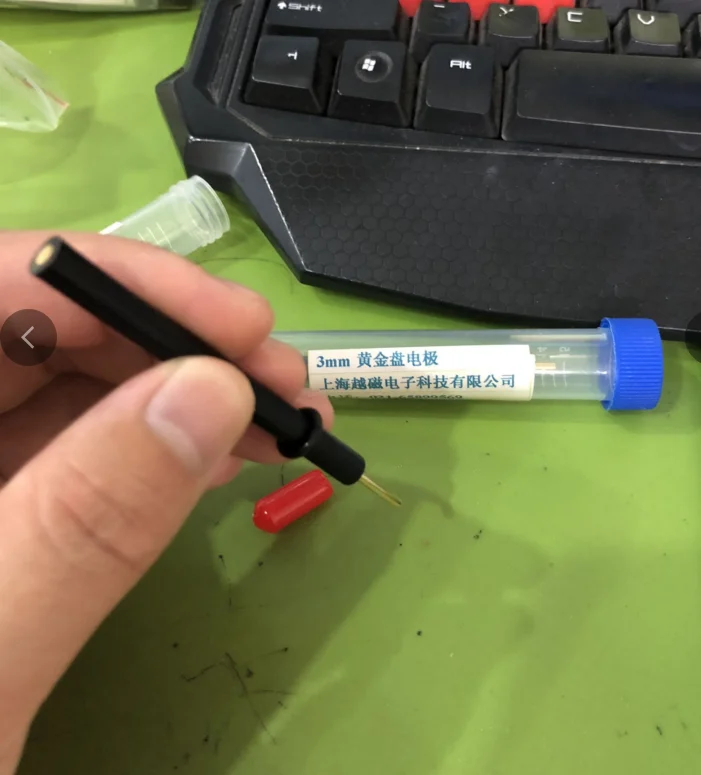 Shift
Alt
3mm 黄金盘电极
上海越磁电子科技有限公司